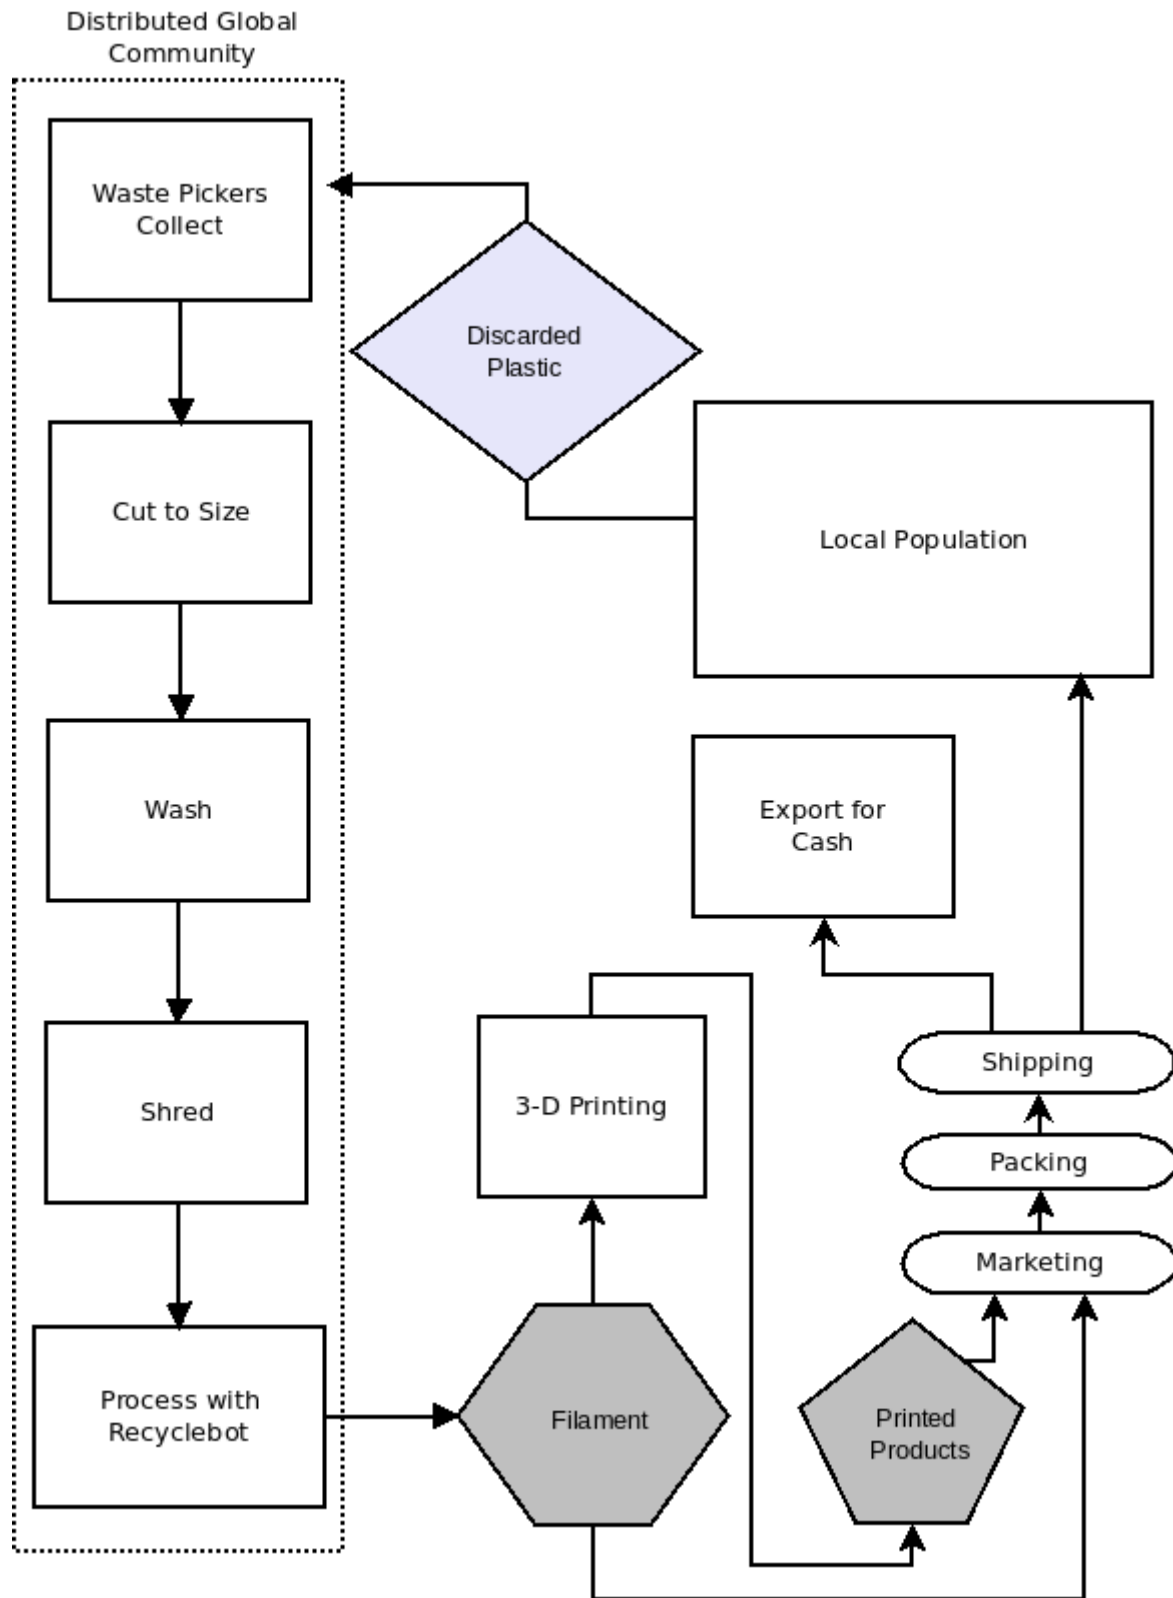 Distributed Global
Community
Waste Pickers
Collect
Discarded
Plastic
Cut to Size
Local Population
Wash
Export for
Cash
Shred
3-D Printing
Shipping
Packing
Marketing
Process with
Recyclebot
Filament
Printed
Products